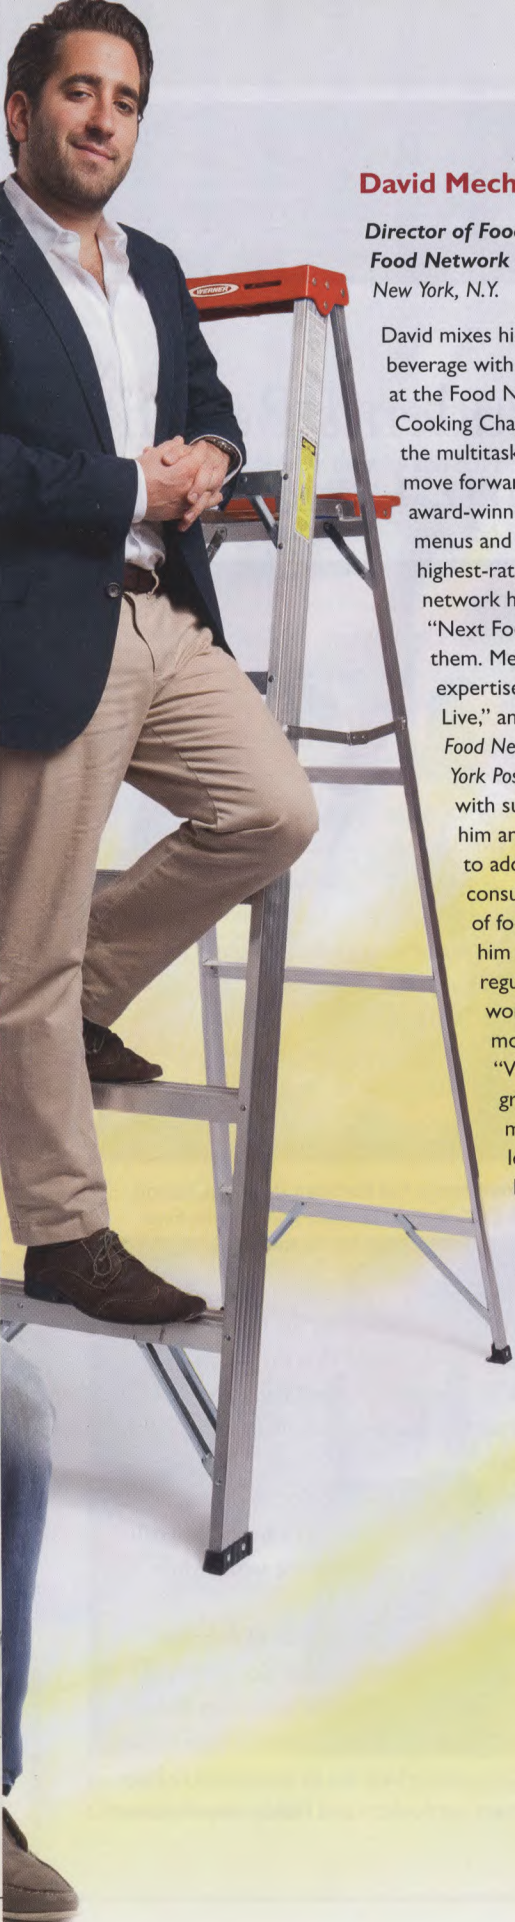 David Mech
Director of Food
Food Network
New York, N.Y.
WERNER
David mixes hi
beverage with
at the Food N
Cooking Cha
the multitask
move forwar
award-winn
menus and
highest-rat
network h
“Next Foo
them. Me
expertise
Live,” an
Food Ne
York Pos
with su
him an
to add
consu
of fo
him
regu
wo
mo
“V
gr
m
le